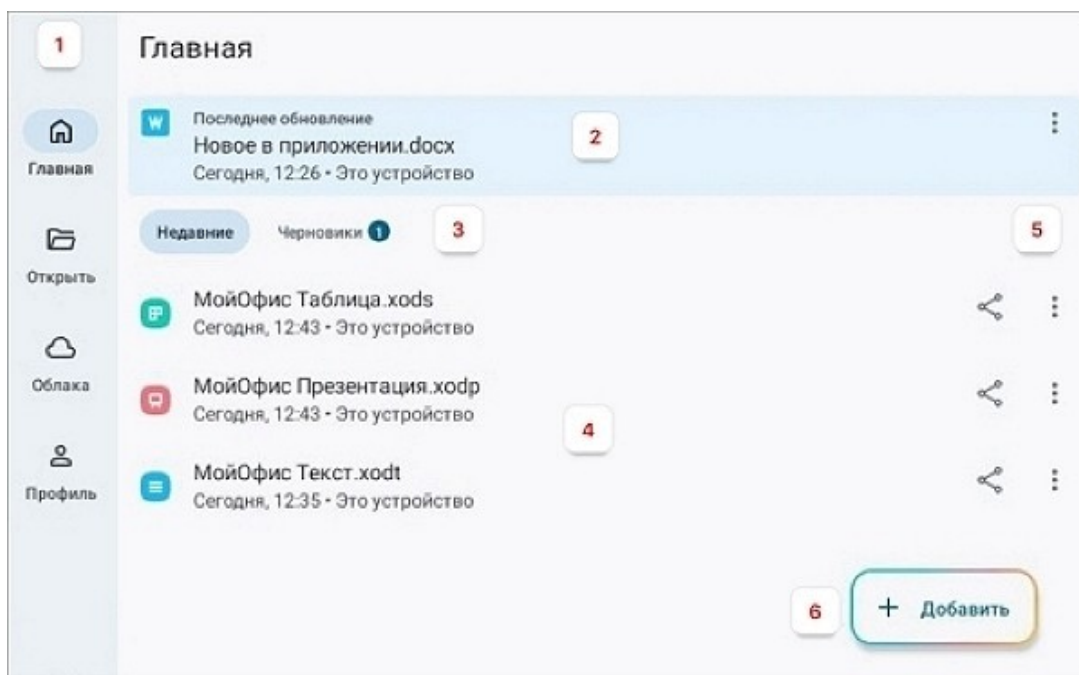 1
Главная
W
Последнее обновление
Новое в приложении.docx
Сегодня, 12:26 • Это устройство
2
Главная
Недавние
Черновики 1
3
5
Открыть
МойОфис Таблица.xods
Сегодня, 12:43 • Это устройство
Облака
МойОфис Презентация.xodp
Сегодня, 12:43 • Это устройство
4
Профиль
МойОфис Текст.xodt
Сегодня, 12:35 • Это устройство
6
+ Добавить